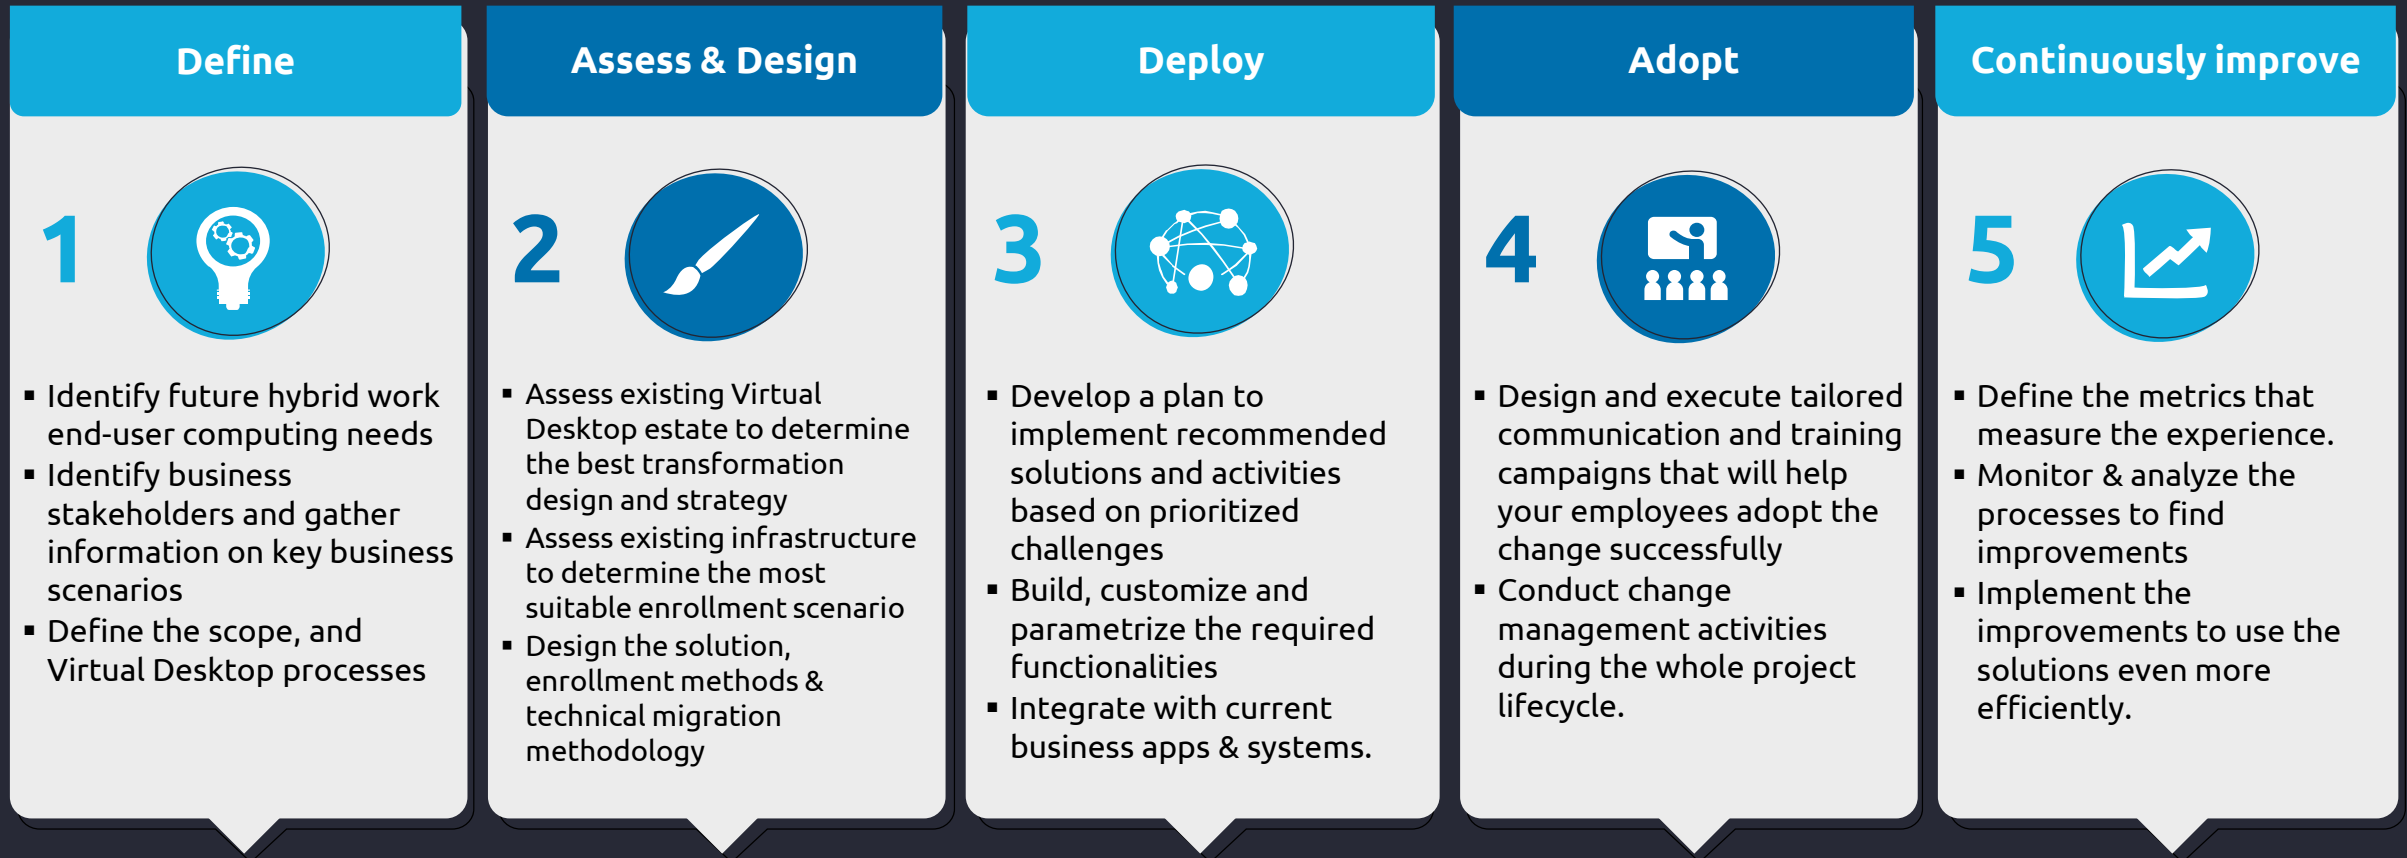 Define
1
▪ Identify future hybrid work
end-user computing needs
▪ Identify business
stakeholders and gather
information on key business
scenarios
▪ Define the scope, and
Virtual Desktop processes
Assess & Design
2
▪ Assess existing Virtual
Desktop estate to determine
the best transformation
design and strategy
▪ Assess existing infrastructure
to determine the most
suitable enrollment scenario
▪ Design the solution,
enrollment methods &
technical migration
methodology
Deploy
3
▪ Develop a plan to
implement recommended
solutions and activities
based on prioritized
challenges
▪ Build, customize and
parametrize the required
functionalities
▪ Integrate with current
business apps & systems.
Adopt
4
▪ Design and execute tailored
communication and training
campaigns that will help
your employees adopt the
change successfully
▪ Conduct change
management activities
during the whole project
lifecycle.
Continuously improve
5
▪ Define the metrics that
measure the experience.
▪ Monitor & analyze the
processes to find
improvements
▪ Implement the
improvements to use the
solutions even more
efficiently.